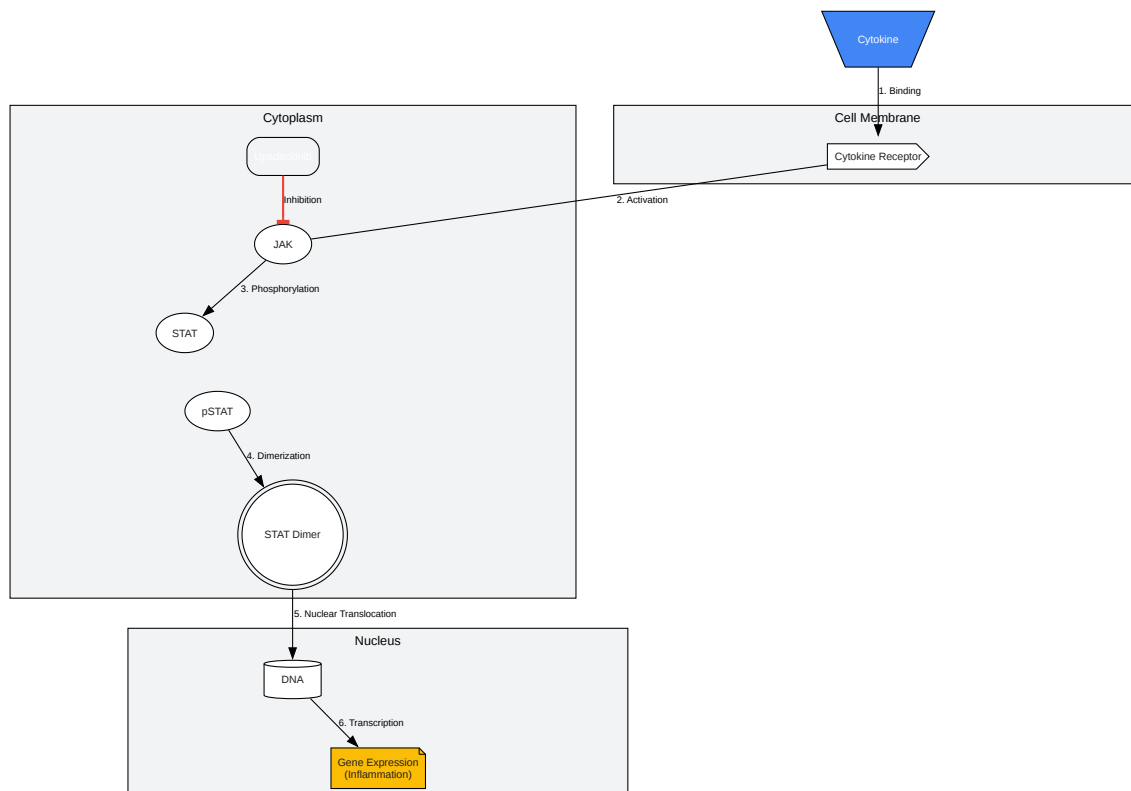 Cytokine
1. Binding
Cytoplasm
Cell Membrane
Upadacitinib
Cytokine Receptor
Inhibition
2. Activation
JAK
3. Phosphorylation
STAT
pSTAT
4. Dimerization
STAT Dimer
5. Nuclear Translocation
Nucleus
DNA
6. Transcription
Gene Expression
(Inflammation)